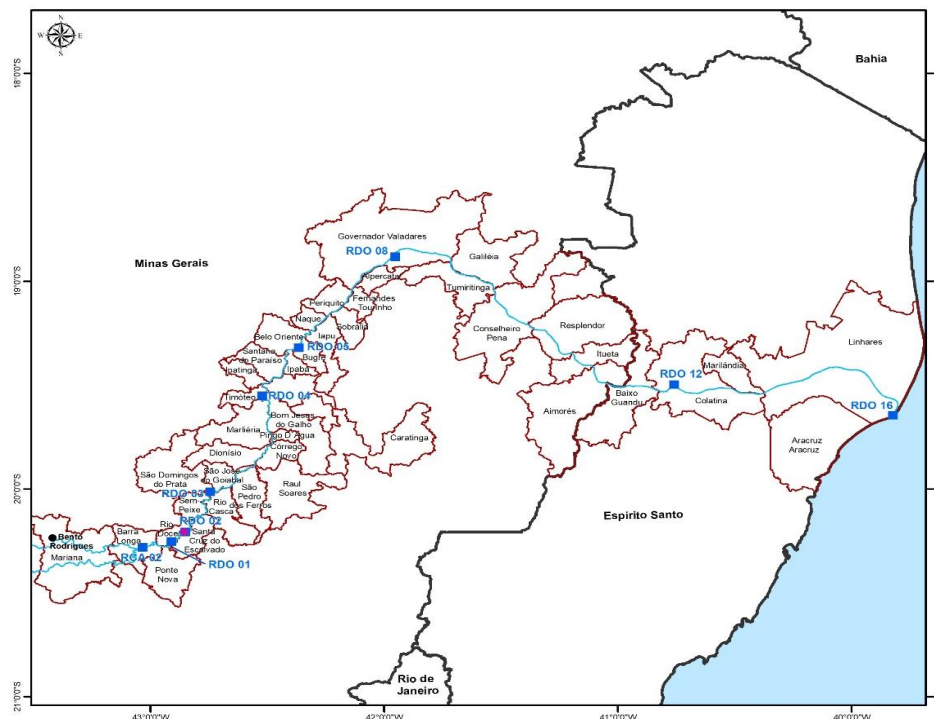 N
W E
S
Bahia
18°0'0"S
Governador Valadares
RDO 08
Galiléia
Minas Gerais
19°0'0"S
Alpercata
Tumiritinga
Periquito
Fernandes
Tourinho
Naque
Sobrália
Conselheiro
Pena
Resplendor
Belo Oriente
Iapu
RDO 05
Linhares
Santana
do Paraíso
Bugre
Itueta
Marilândia
Ipatinga
Ipaba
RDO 12
Timóteo
RDO 04
Baixo
Guandu
Colatina
RDO 16
Aimorés
Bom Jesus
do Galho
Marliéria
Pingo D'Água
Caratinga
Aracruz
Aracruz
Córrego
Novo
Dionísio
São Domingos
do Prata
São José
do Goiabal
Raul
Soares
20°0'0"S
RDO 03
São
Pedro
dos Ferros
Sem
Peixe
Rio
Casca
Espírito Santo
RDO 02
Bento
Rodrigues
Barra
Longa
Rio
Doce
Santa
Cruz do
Escalvado
Mariana
RCA 02
RDO 01
Ponte
Nova
Rio de
Janeiro
21°0'0"S
43°0'0"W
42°0'0"W
41°0'0"W
40°0'0"W